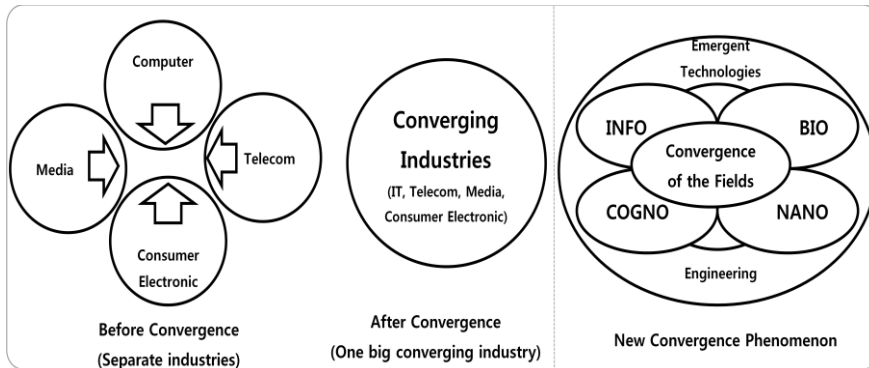 Computer
Media
Telecom
Consumer
Electronic
Before Convergence
(Separate industries)
Converging
Industries
(IT, Telecom, Media,
Consumer Electronic)
After Convergence
(One big converging industry)
Emergent
Technologies
INFO
BIO
Convergence
of the Fields
COGNO
NANO
Engineering
New Convergence Phenomenon